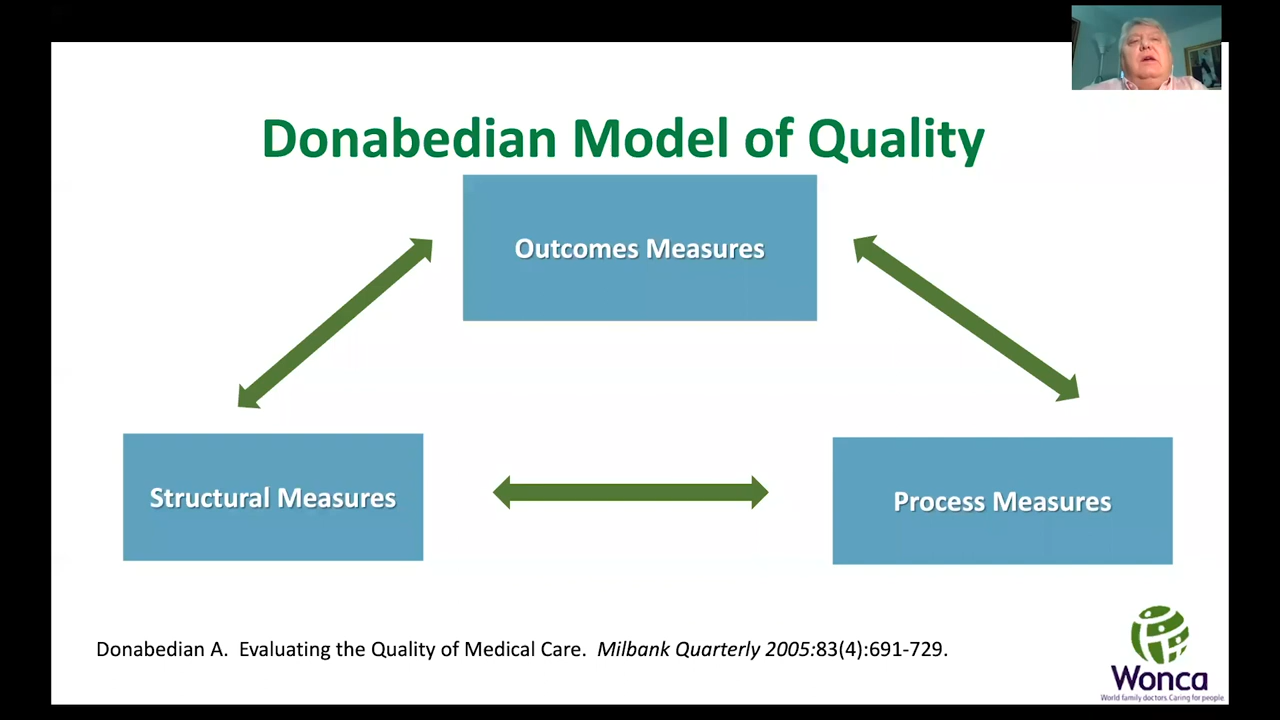 Donabedian Model of Quality
Outcomes Measures
Structural Measures
Process Measures
Donabedian A.  Evaluating the Quality of Medical Care.  Milbank Quarterly 2005:83(4):691-729.
Wonca
World family doctors. Caring for people.